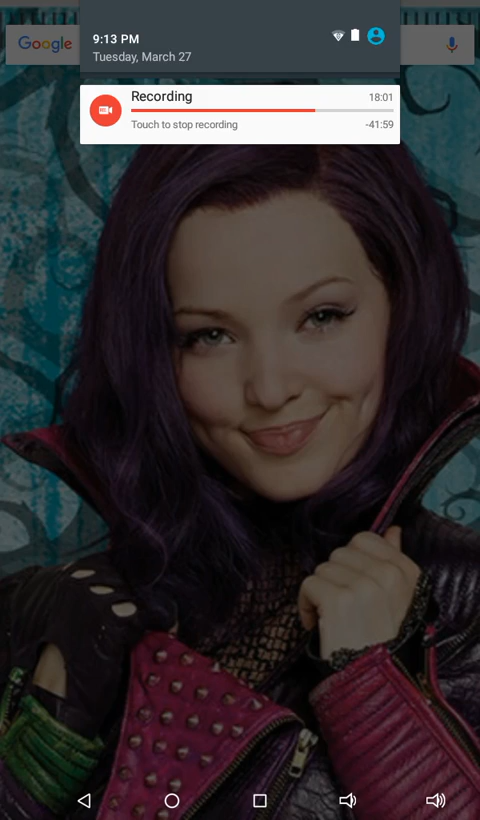 9:13 PM
Tuesday, March 27
Google
Recording
18:01
Touch to stop recording
-41:59